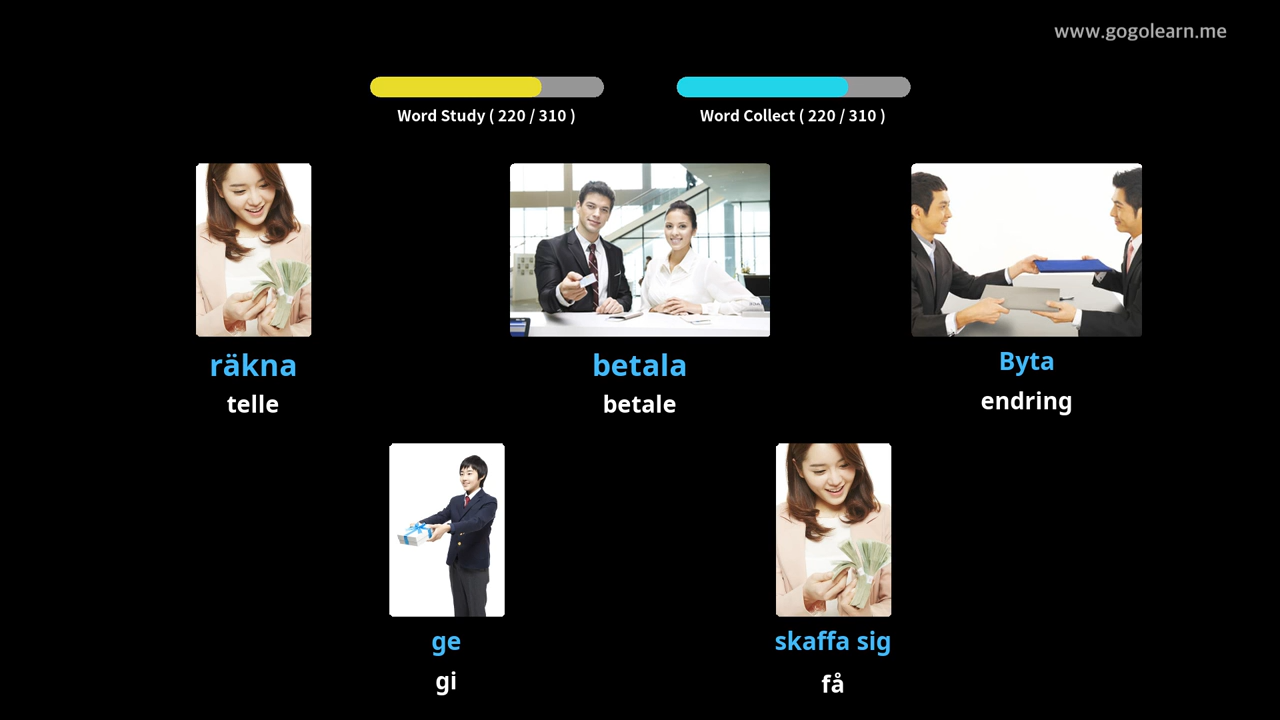 www.gogolearn.me
Word Study ( 220 / 310 )
Word Collect ( 220 / 310 )
räkna
telle
betala
betale
Byta
endring
ge
gi
skaffa sig
få